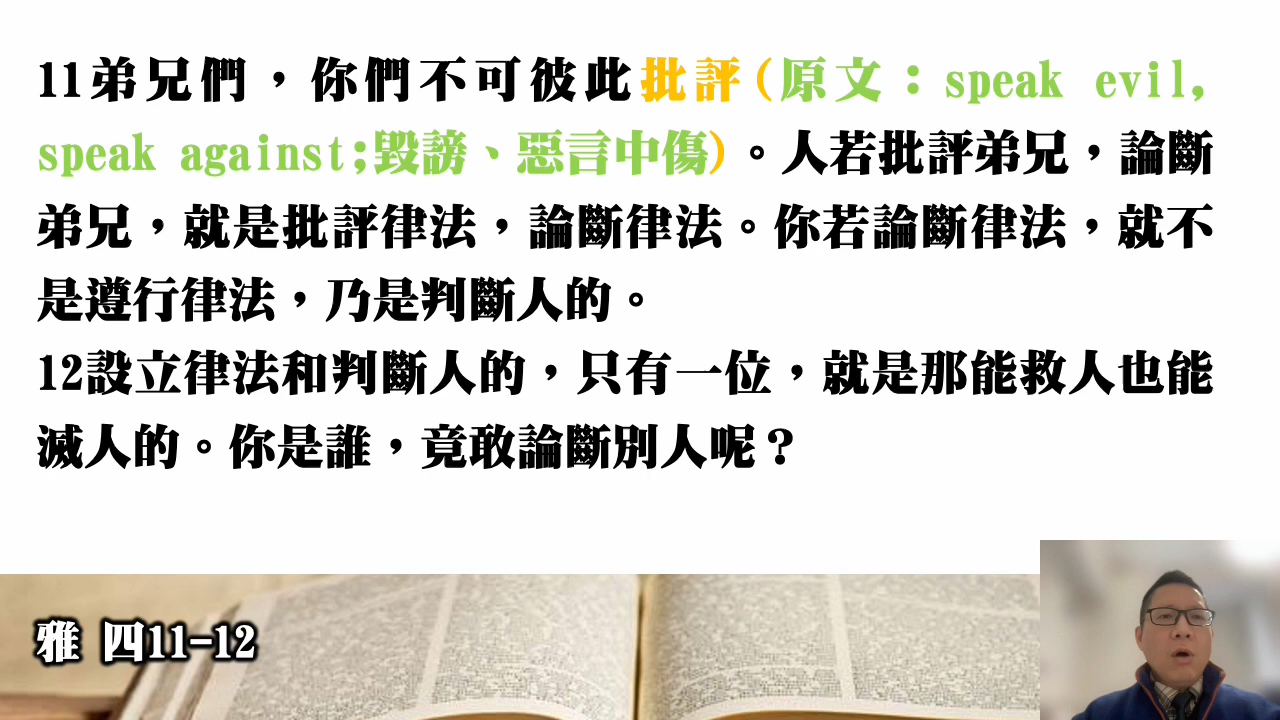 11弟兄們，你們不可彼此批評(原文：speak evil,
speak against;毀謗、惡言中傷)。人若批評弟兄，論斷
弟兄，就是批評律法，論斷律法。你若論斷律法，就不
是遵行律法，乃是判斷人的。
12設立律法和判斷人的，只有一位，就是那能救人也能
滅人的。你是誰，竟敢論斷別人呢？
雅 四11-12